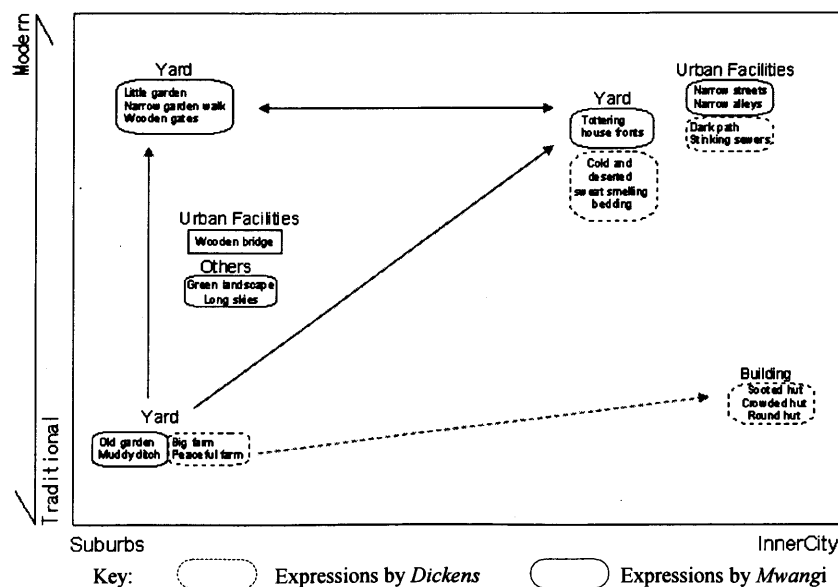 Modern
Yard
Little garden
Narrow garden walk
Wooden gates
Urban Facilities
Narrow streets
Narrow alleys
Dark path
Stinking sewers
Yard
Tottering
house fronts
Cold and
deserted
sweat smelling
bedding
Urban Facilities
Wooden bridge
Others
Green landscape
Long skies
Building
Sooted hut
Crowded hut
Round hut
Yard
Old garden
Muddy ditch
Big farm
Peaceful farm
Traditional
Suburbs
InnerCity
Key:
Expressions by Dickens
Expressions by Mwangi